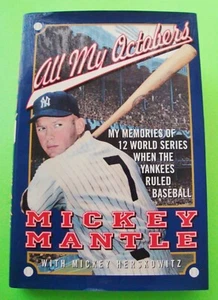 All My Octobers
MY MEMORIES OF
12 WORLD SERIES
WHEN THE
YANKEES
RULED
BASEBALL
7
MICKEY
MANTLE
WITH MICKEY HERSKOWITZ